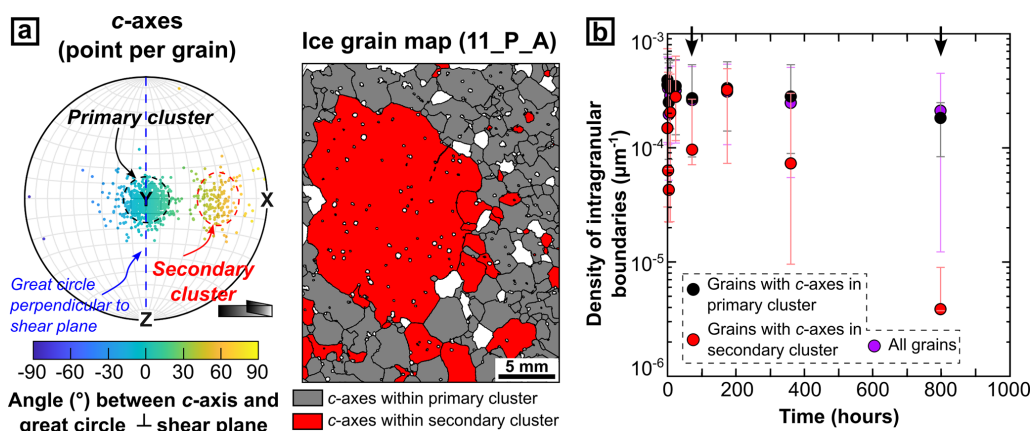 a
c-axes
(point per grain)
Primary cluster
Y
X
Great circle
perpendicular to
shear plane
Secondary
cluster
Z
-90 -60 -30 0 30 60 90
Angle (°) between c-axis and
great circle ⊥ shear plane
Ice grain map (11_P_A)
5 mm
c-axes within primary cluster
c-axes within secondary cluster
b
Density of intragranular
boundaries (µm⁻¹)
10⁻³
10⁻⁴
10⁻⁵
10⁻⁶
Grains with c-axes in
primary cluster
Grains with c-axes in
secondary cluster
All grains
0 200 400 600 800 1000
Time (hours)